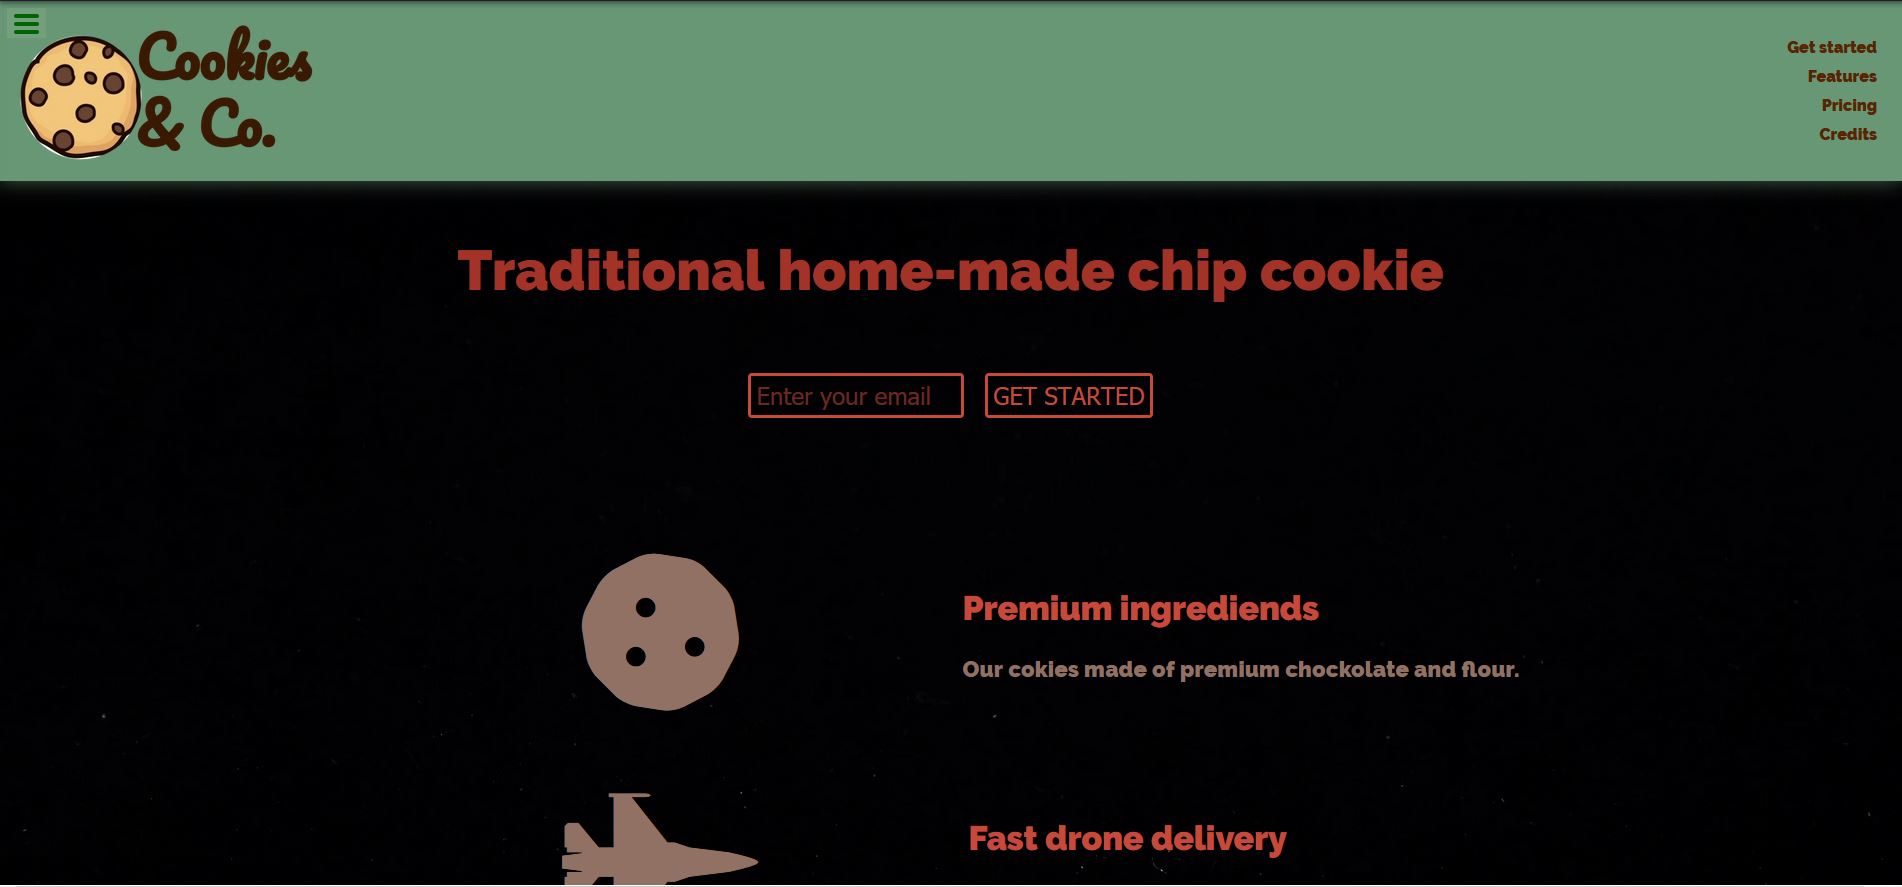 Cookies
& Co.
Get started
Features
Pricing
Credits
Traditional home-made chip cookie
Enter your email
GET STARTED
Premium ingrediends
Our cokies made of premium chockolate and flour.
Fast drone delivery